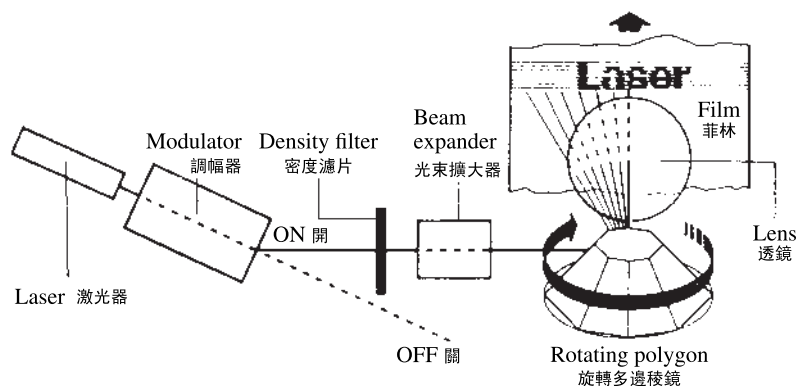 Laser
Film
菲林
Beam
expander
光束擴大器
Modulator
調幅器
Density filter
密度濾片
ON 開
Lens
透鏡
Laser 激光器
OFF 關
Rotating polygon
旋轉多邊稜鏡